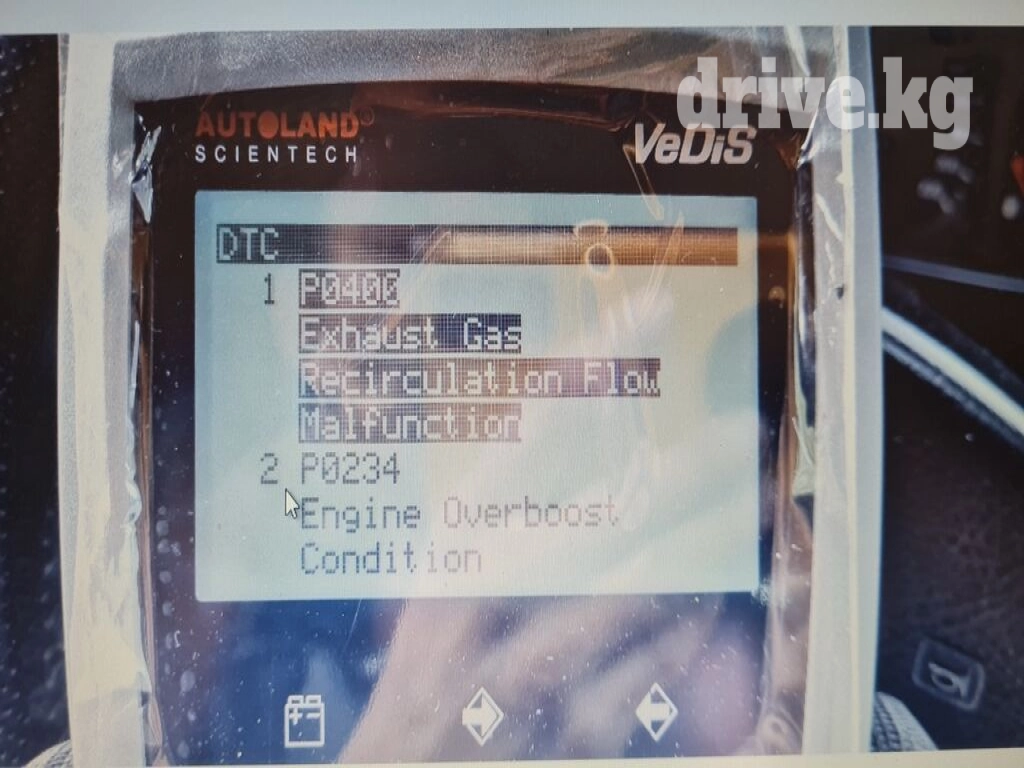 drive.kg
AUTOLAND
SCIENTECH
VeDiS
DTC
1 P0400
Exhaust Gas
Recirculation Flow
Malfunction
2 P0234
Engine Overboost
Condition